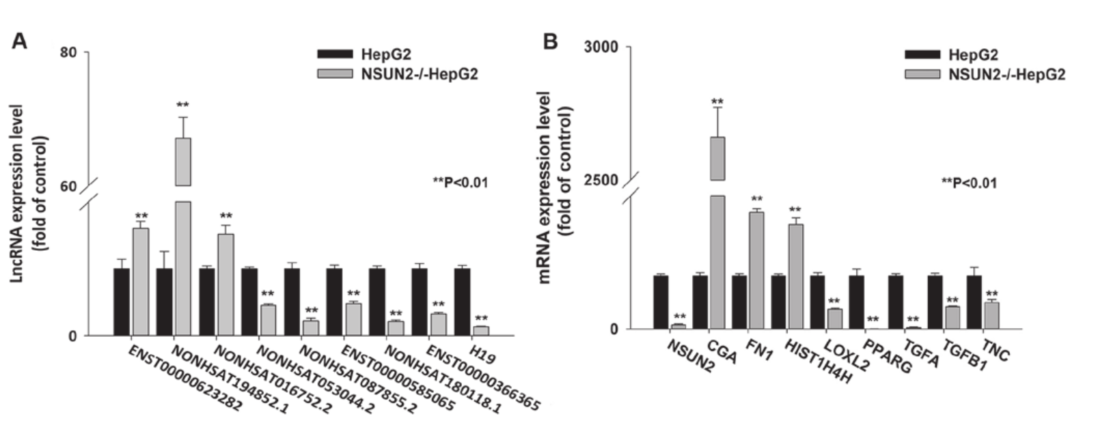 A
80
60
0
LncRNA expression level
(fold of control)
HepG2
NSUN2-/-HepG2
**
**
**
**
**
**
**
**
**
**P<0.01
ENST00000623282
NONHSAT194852.1
NONHSAT016752.2
NONHSAT053044.2
NONHSAT087855.2
ENST00000585065
NONHSAT180118.1
ENST00000366365
H19
B
3000
2500
0
mRNA expression level
(fold of control)
HepG2
NSUN2-/-HepG2
**
**
**
**
**
**
**
**
**
**P<0.01
NSUN2
CGA
FN1
HIST1H4H
LOXL2
PPARG
TGFA
TGFB1
TNC